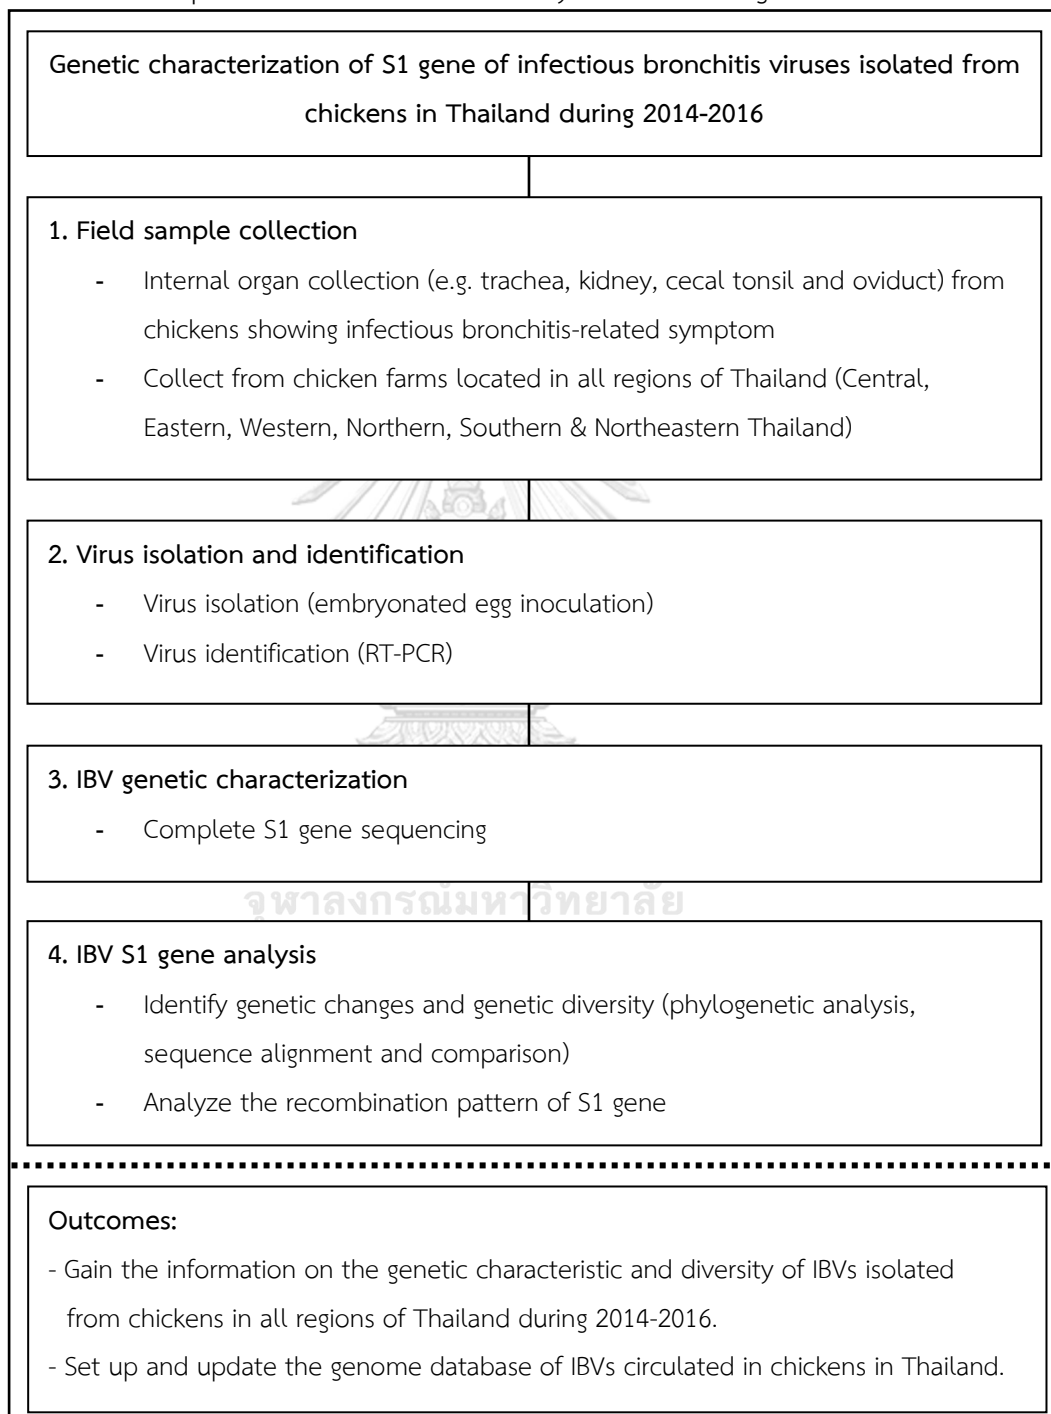 Genetic characterization of S1 gene of infectious bronchitis viruses isolated from
chickens in Thailand during 2014-2016
1. Field sample collection
- Internal organ collection (e.g. trachea, kidney, cecal tonsil and oviduct) from
chickens showing infectious bronchitis-related symptom
- Collect from chicken farms located in all regions of Thailand (Central,
Eastern, Western, Northern, Southern & Northeastern Thailand)
2. Virus isolation and identification
- Virus isolation (embryonated egg inoculation)
- Virus identification (RT-PCR)
3. IBV genetic characterization
- Complete S1 gene sequencing
จุฬาลงกรณ์มหาวิทยาลัย
4. IBV S1 gene analysis
- Identify genetic changes and genetic diversity (phylogenetic analysis,
sequence alignment and comparison)
- Analyze the recombination pattern of S1 gene
Outcomes:
- Gain the information on the genetic characteristic and diversity of IBVs isolated
from chickens in all regions of Thailand during 2014-2016.
- Set up and update the genome database of IBVs circulated in chickens in Thailand.